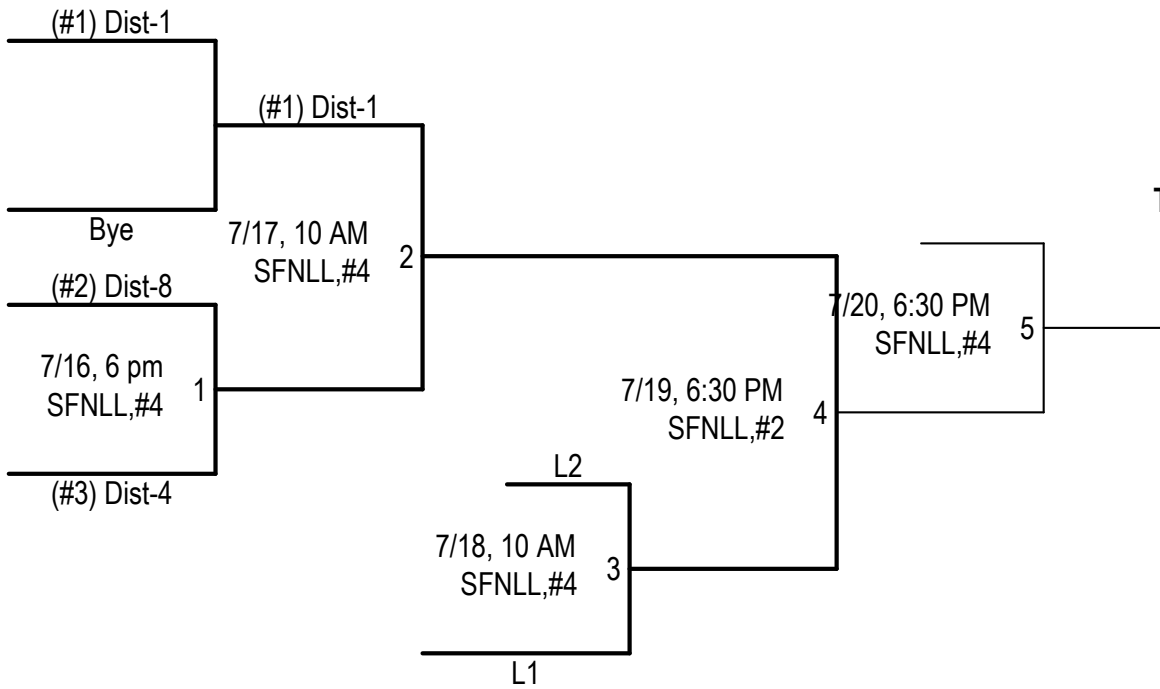 (#1) Dist-1
(#1) Dist-1
Bye
7/17, 10 AM
SFNLL,#4
2
(#2) Dist-8
7/16, 6 pm
SFNLL,#4
1
(#3) Dist-4
7/20, 6:30 PM
SFNLL,#4
5
7/19, 6:30 PM
SFNLL,#2
4
L2
7/18, 10 AM
SFNLL,#4
3
L1